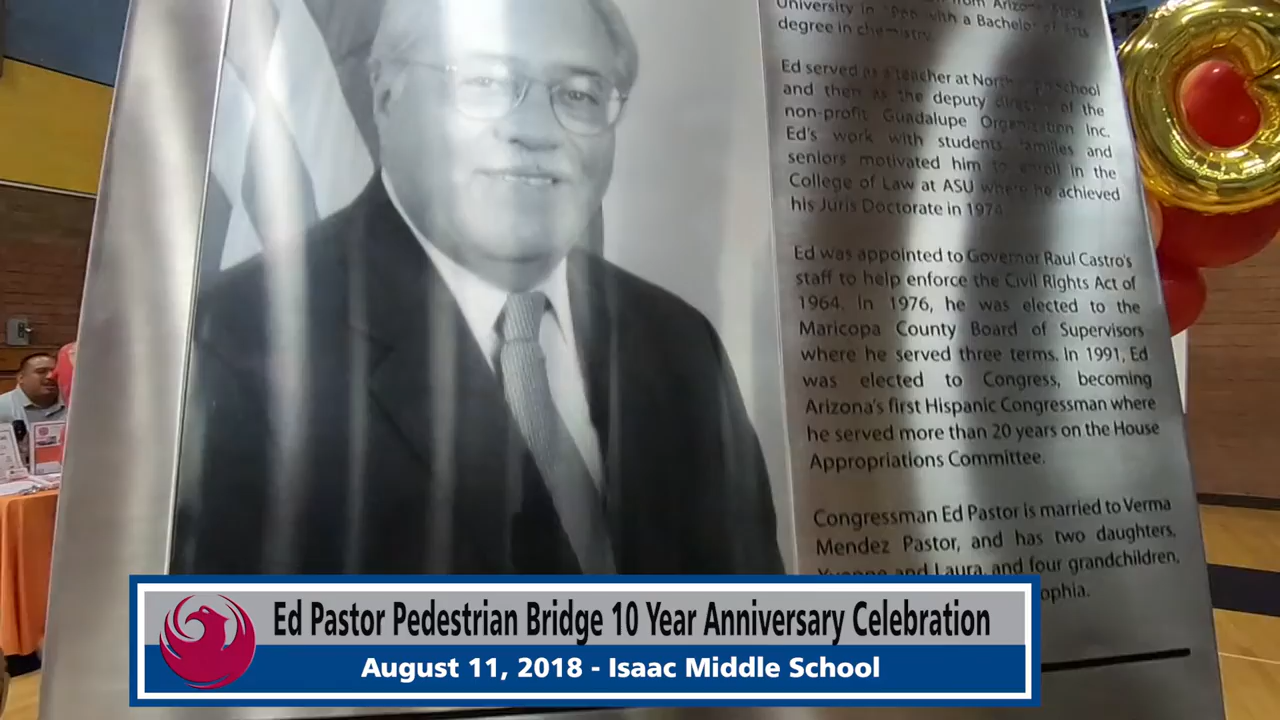 from Arizona State
University in with a Bachelor of Arts
degree in chemistry.
Ed served as a teacher at North High School
and then as the deputy director of the
non-profit Guadalupe Organization Inc.
Ed's work with students, families and
seniors motivated him to enroll in the
College of Law at ASU where he achieved
his Juris Doctorate in 1974.
Ed was appointed to Governor Raul Castro's
staff to help enforce the Civil Rights Act of
1964. In 1976, he was elected to the
Maricopa County Board of Supervisors
where he served three terms. In 1991, Ed
was elected to Congress, becoming
Arizona's first Hispanic Congressman where
he served more than 20 years on the House
Appropriations Committee.
Congressman Ed Pastor is married to Verma
Mendez Pastor, and has two daughters,
Yvonne and Laura, and four grandchildren,
ophia.
Ed Pastor Pedestrian Bridge 10 Year Anniversary Celebration
August 11, 2018 - Isaac Middle School